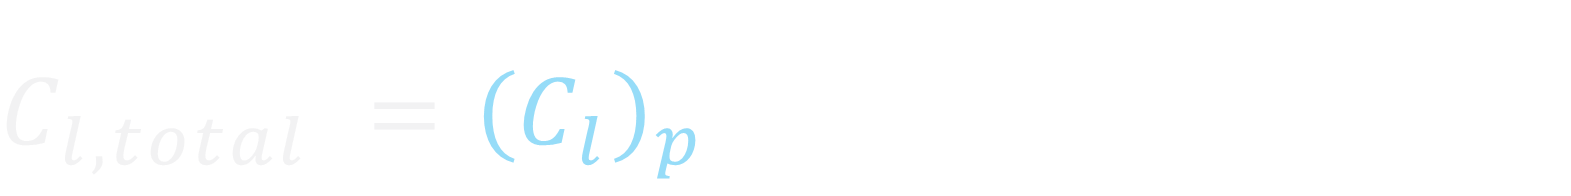 C_{l,total} = (C_l)_p